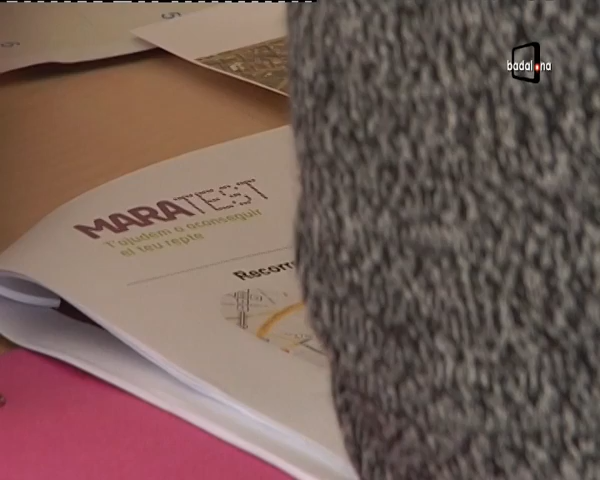 badalona
MARATEST
T'ajudem a aconseguir
el teu repte
Recorr